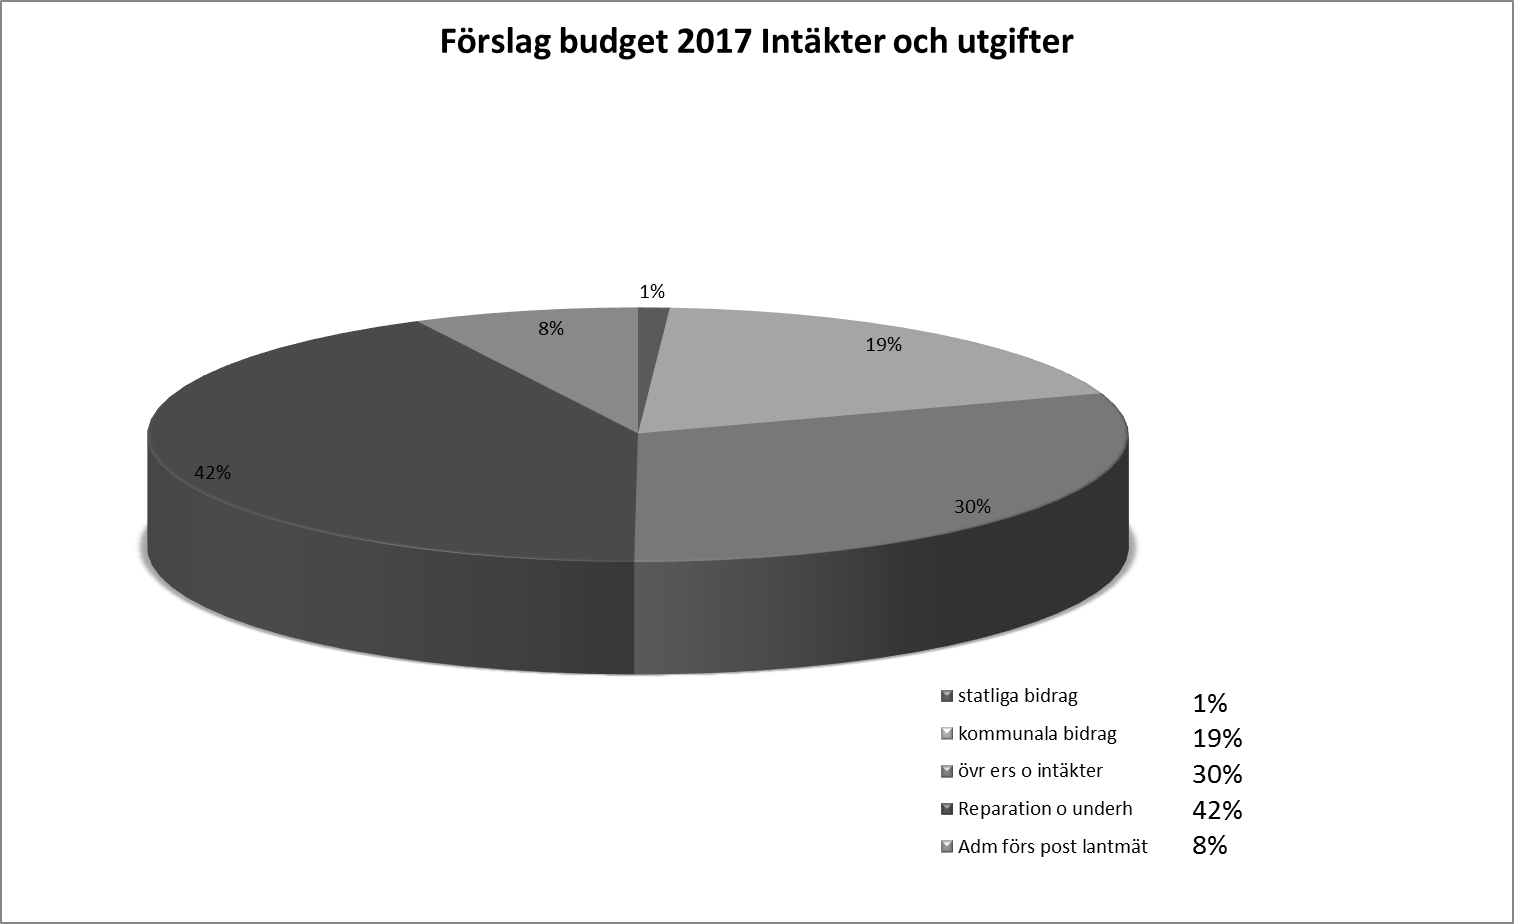 Förslag budget 2017 Intäkter och utgifter
1%
8%
19%
42%
30%
statliga bidrag 1%
kommunala bidrag 19%
övr ers o intäkter 30%
Reparation o underh 42%
Adm förs post lantmät 8%